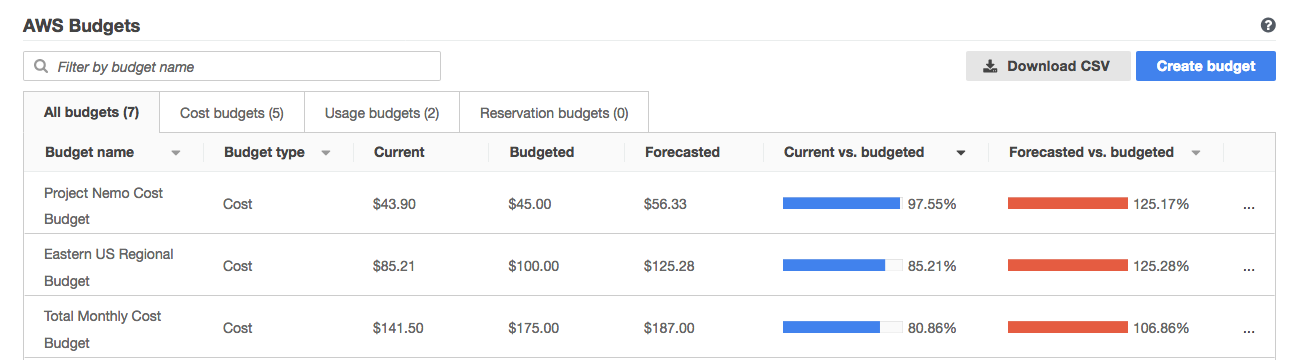 AWS Budgets
Filter by budget name
Download CSV
Create budget
All budgets (7)
Cost budgets (5)
Usage budgets (2)
Reservation budgets (0)
Budget name Budget type Current Budgeted Forecasted Current vs. budgeted Forecasted vs. budgeted
Project Nemo Cost
Budget
Cost $43.90 $45.00 $56.33 97.55% 125.17% ...
Eastern US Regional
Budget
Cost $85.21 $100.00 $125.28 85.21% 125.28% ...
Total Monthly Cost
Budget
Cost $141.50 $175.00 $187.00 80.86% 106.86% ...